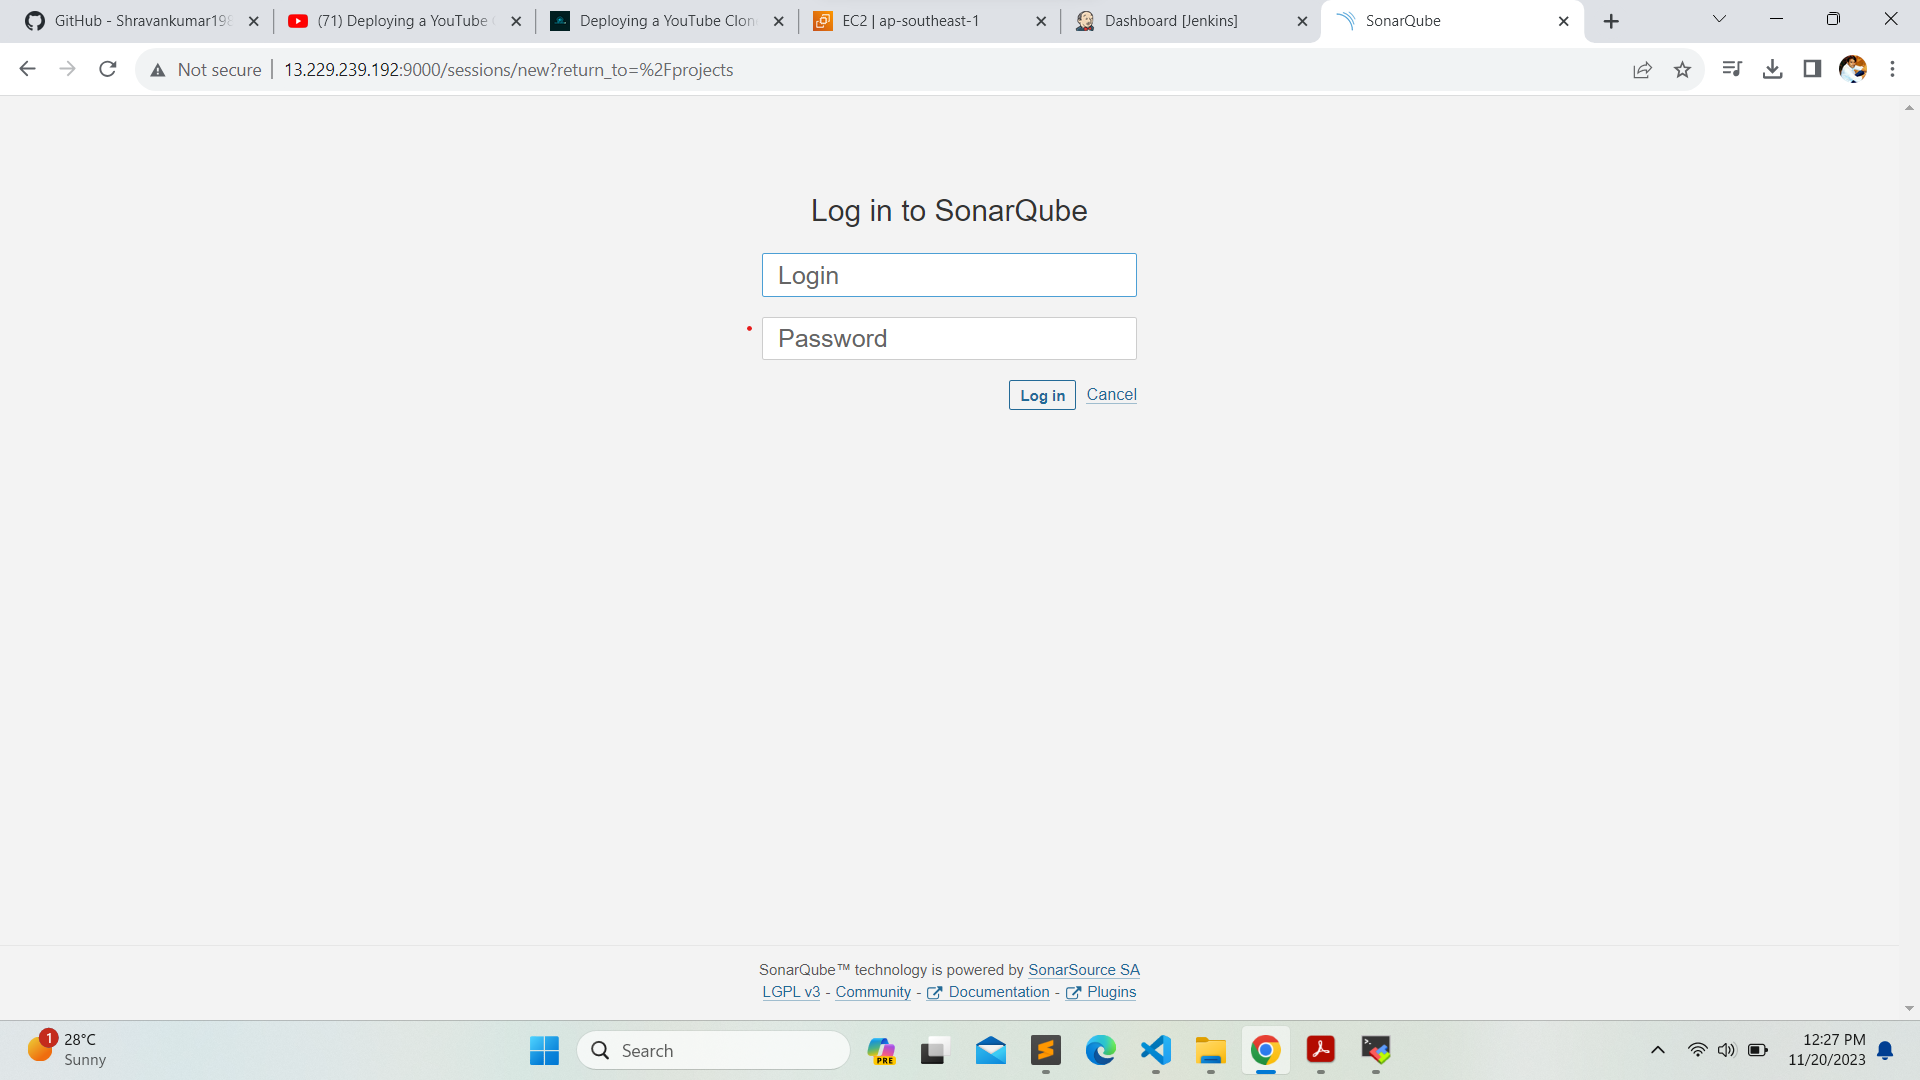 GitHub - Shravankumar198
(71) Deploying a YouTube
Deploying a YouTube Clon
EC2 | ap-southeast-1
Dashboard [Jenkins]
SonarQube
Not secure
13.229.239.192:9000/sessions/new?return_to=%2Fprojects
Log in to SonarQube
Login
Password
Log in
Cancel
SonarQube™ technology is powered by SonarSource SA
LGPL v3 - Community - Documentation - Plugins
1
28°C
Sunny
Search
PRE
12:27 PM
11/20/2023